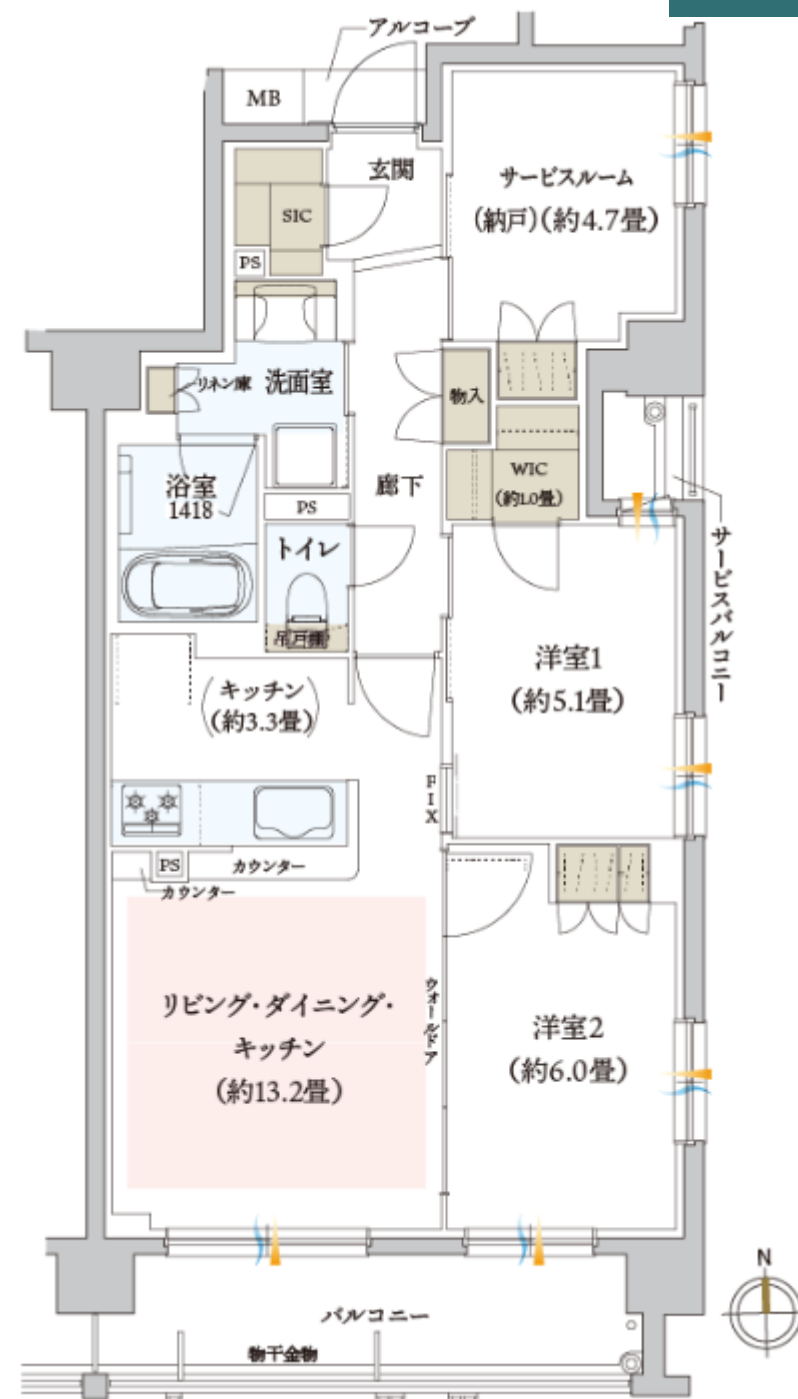 アルコーブ
MB
玄関
サービスルーム
(納戸)(約4.7畳)
SIC
PS
リネン庫
洗面室
物入
浴室
1418
廊下
WIC
(約1.0畳)
PS
トイレ
吊戸棚
サービスバルコニー
キッチン
(約3.3畳)
洋室1
(約5.1畳)
FIX
PS
カウンター
カウンター
リビング・ダイニング・
キッチン
(約13.2畳)
ウォールドア
洋室2
(約6.0畳)
N
バルコニー
物干金物